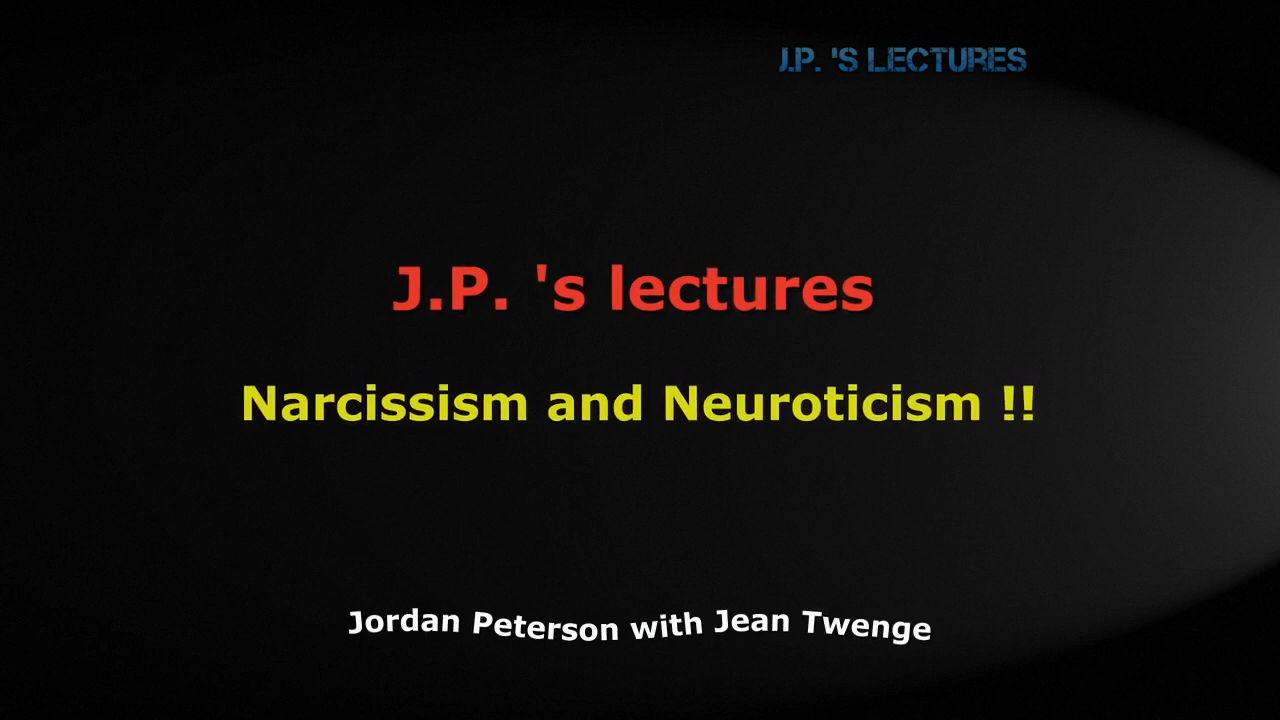 J.P. 'S LECTURES
J.P. 's lectures
Narcissism and Neuroticism !!
Jordan Peterson with Jean Twenge